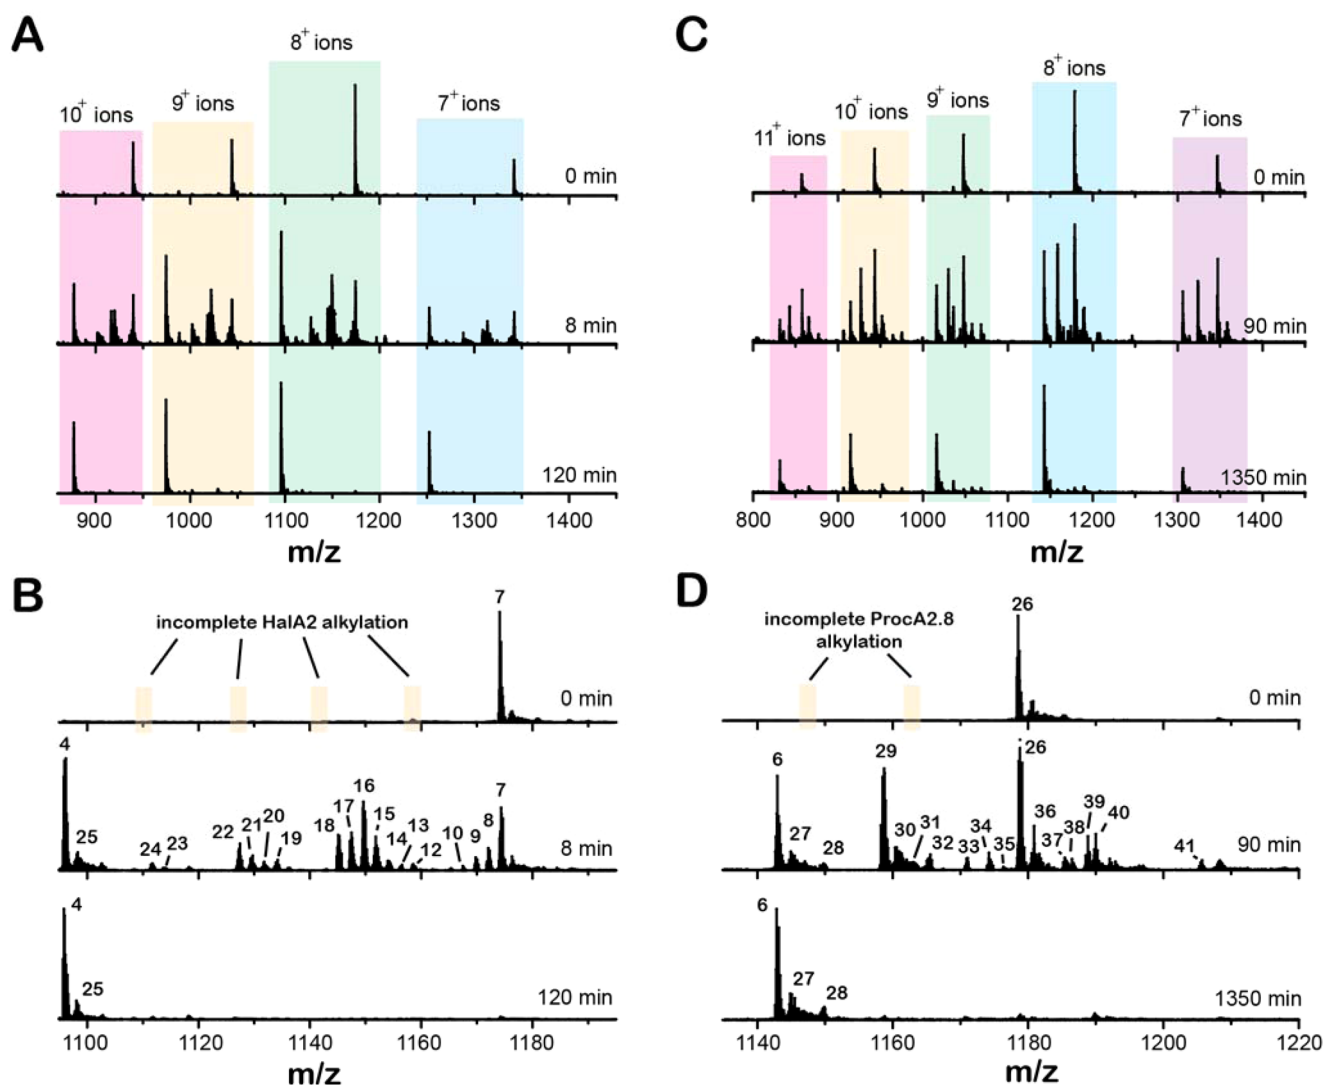 A
10+ ions
9+ ions
8+ ions
7+ ions
0 min
8 min
120 min
900 1000 1100 1200 1300 1400
m/z
C
11+ ions
10+ ions
9+ ions
8+ ions
7+ ions
0 min
90 min
1350 min
800 900 1000 1100 1200 1300 1400
m/z
B
incomplete HalA2 alkylation
7
0 min
4
25
24 23
22 21 20 19
18 17 16 15 14 13 12
10 9 8 7
8 min
4
25
120 min
1100 1120 1140 1160 1180
m/z
D
incomplete ProcA2.8
alkylation
26
0 min
6
27 28
29
30 31 32 33 34 35
26
36 37 38 39 40
41
90 min
6
27 28
1350 min
1140 1160 1180 1200 1220
m/z